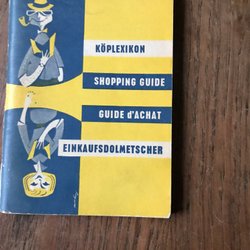 KÖPLEXIKON
SHOPPING GUIDE
GUIDE d'ACHAT
EINKAUFSDOLMETSCHER